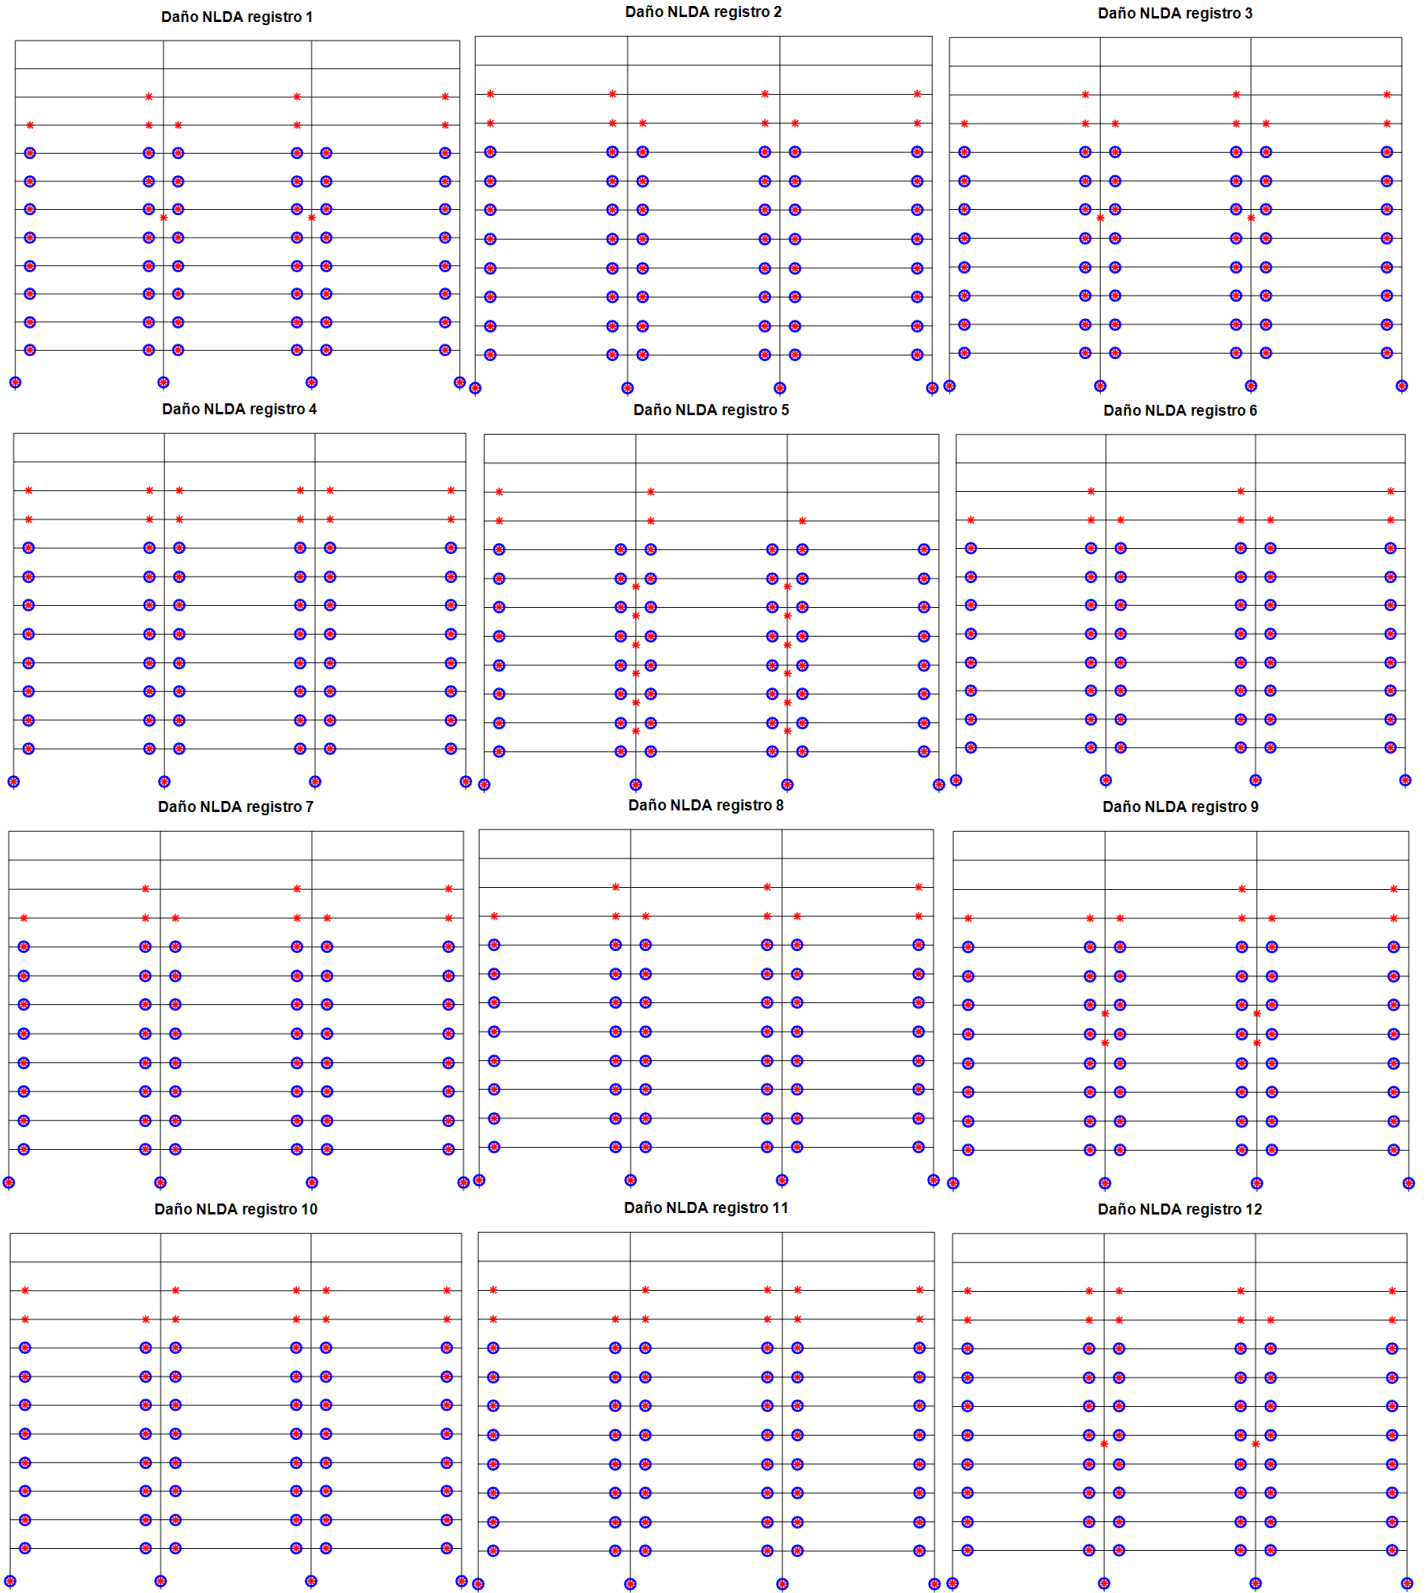 Daño NLDA registro 1
Daño NLDA registro 2
Daño NLDA registro 3
Daño NLDA registro 4
Daño NLDA registro 5
Daño NLDA registro 6
Daño NLDA registro 7
Daño NLDA registro 8
Daño NLDA registro 9
Daño NLDA registro 10
Daño NLDA registro 11
Daño NLDA registro 12